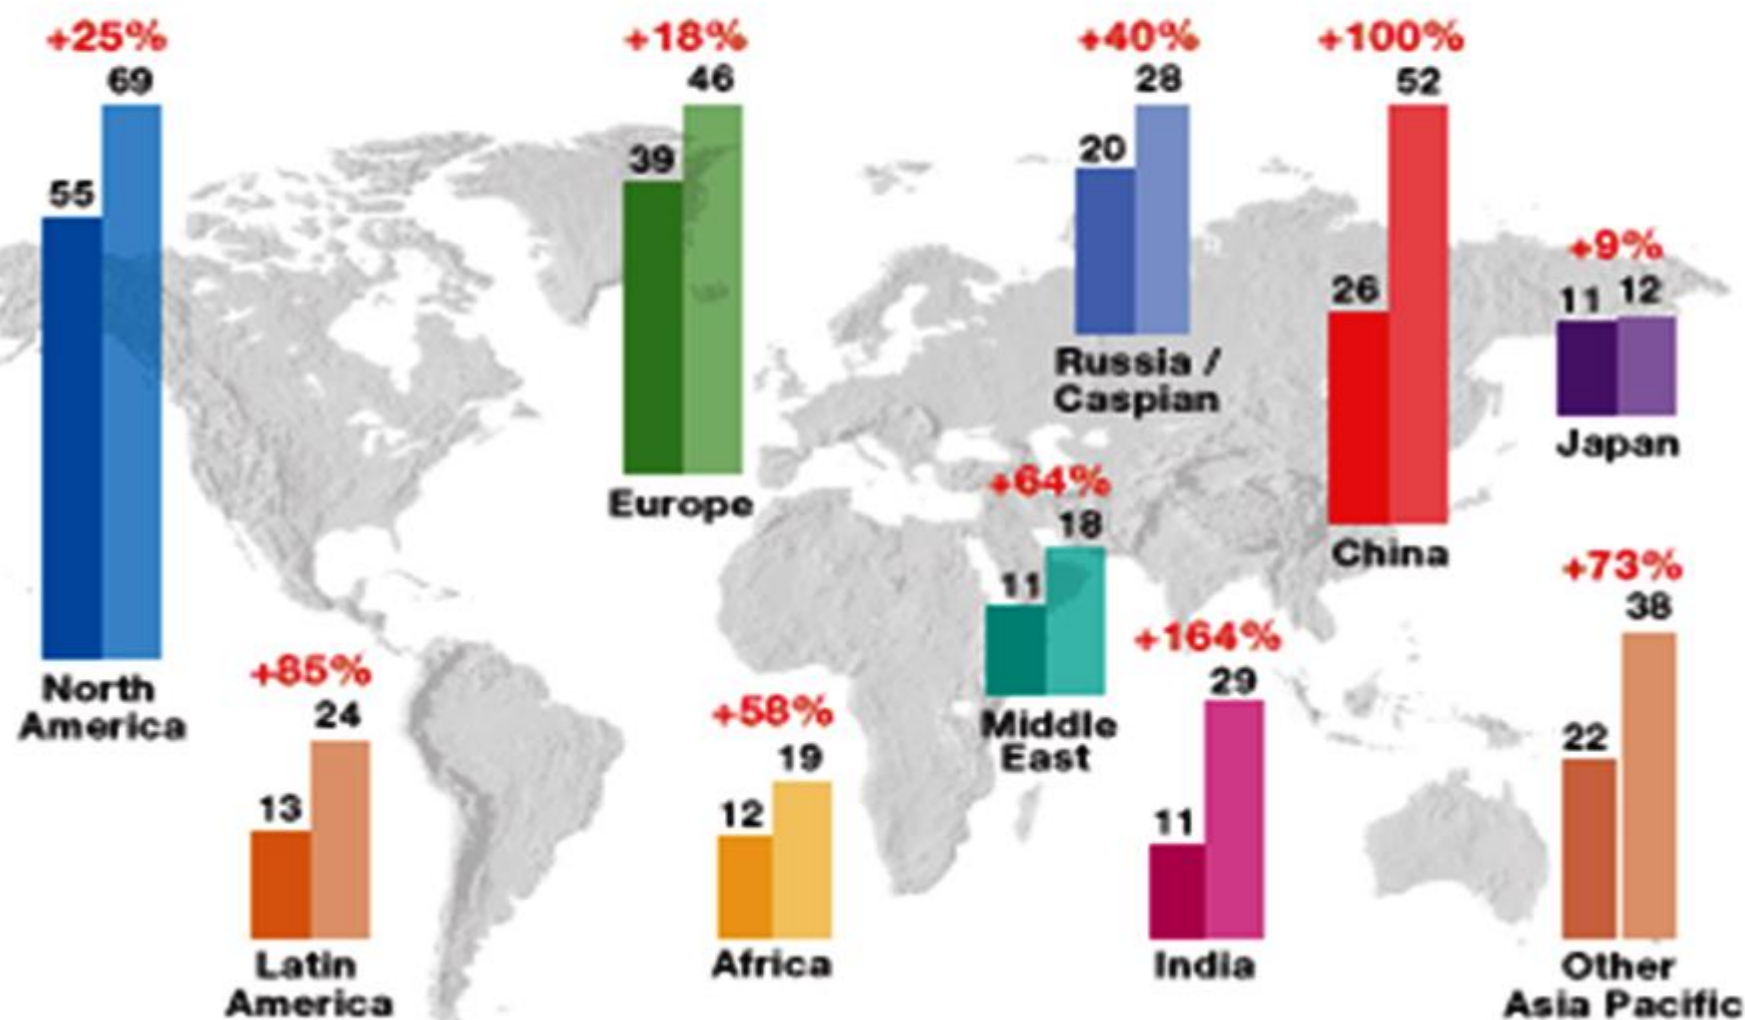 +25%
69
55
North
America
+18%
46
39
Europe
+40%
28
20
Russia /
Caspian
+100%
52
26
China
+9%
11 12
Japan
+64%
18
11
Middle
East
+85%
24
13
Latin
America
+58%
19
12
Africa
+164%
29
11
India
+73%
38
22
Other
Asia Pacific